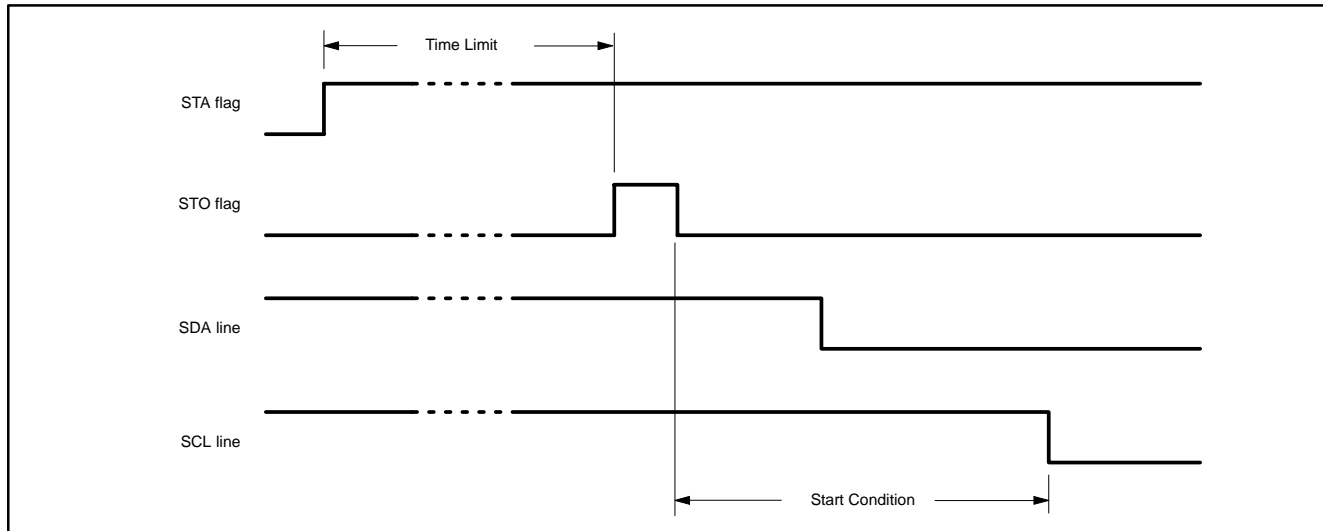 Time Limit
STA flag
STO flag
SDA line
SCL line
Start Condition